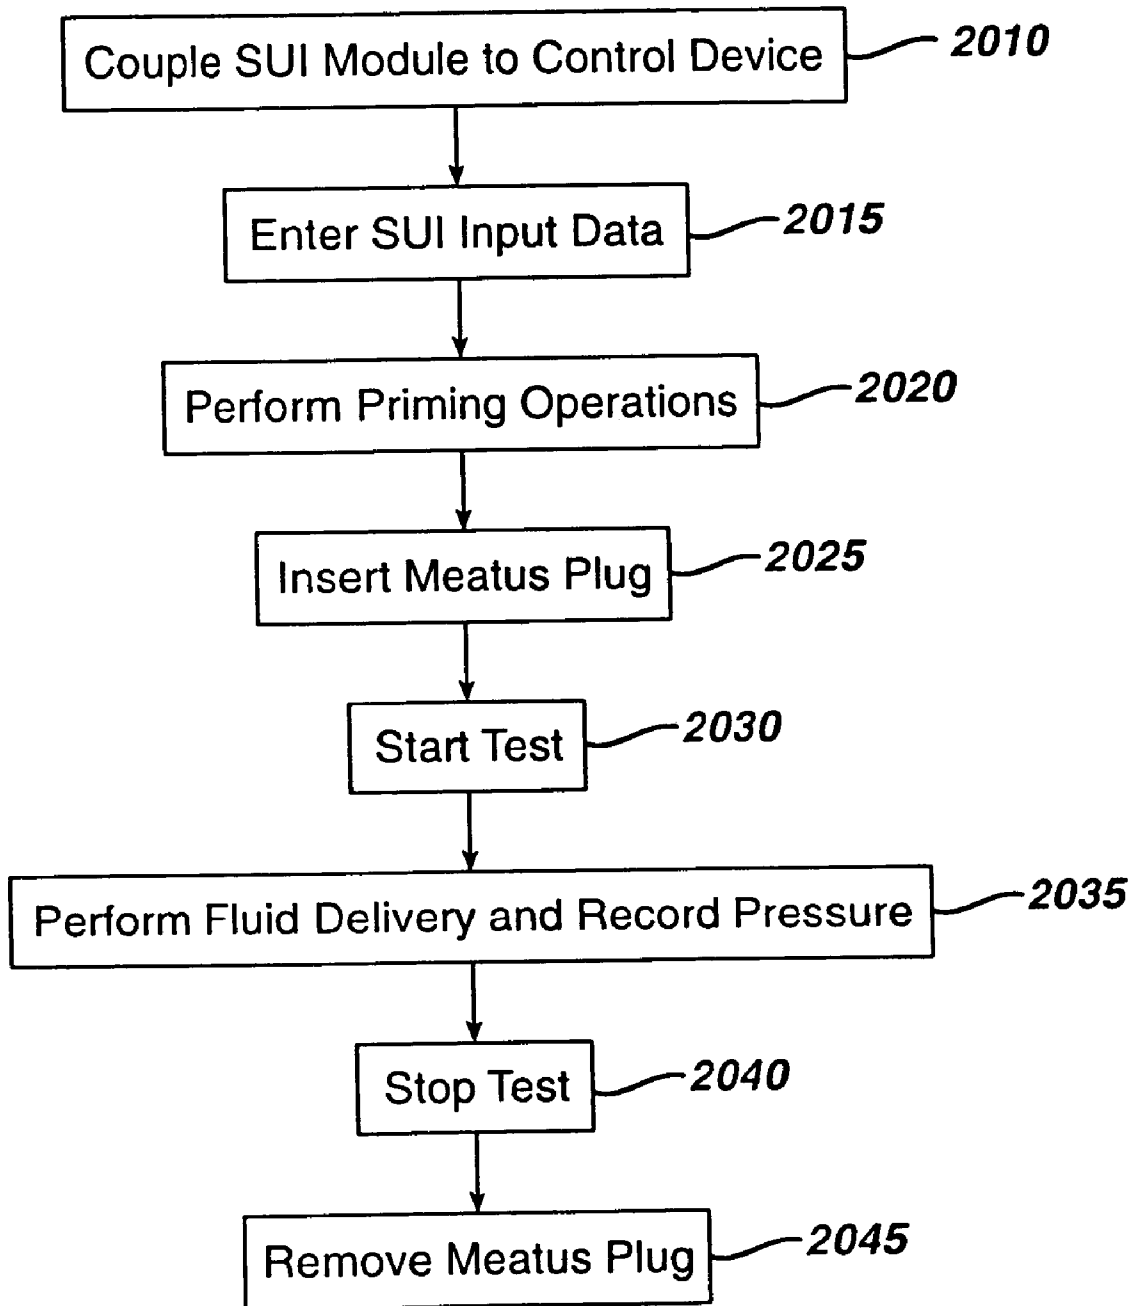 Couple SUI Module to Control Device 2010
Enter SUI Input Data 2015
Perform Priming Operations 2020
Insert Meatus Plug 2025
Start Test 2030
Perform Fluid Delivery and Record Pressure 2035
Stop Test 2040
Remove Meatus Plug 2045